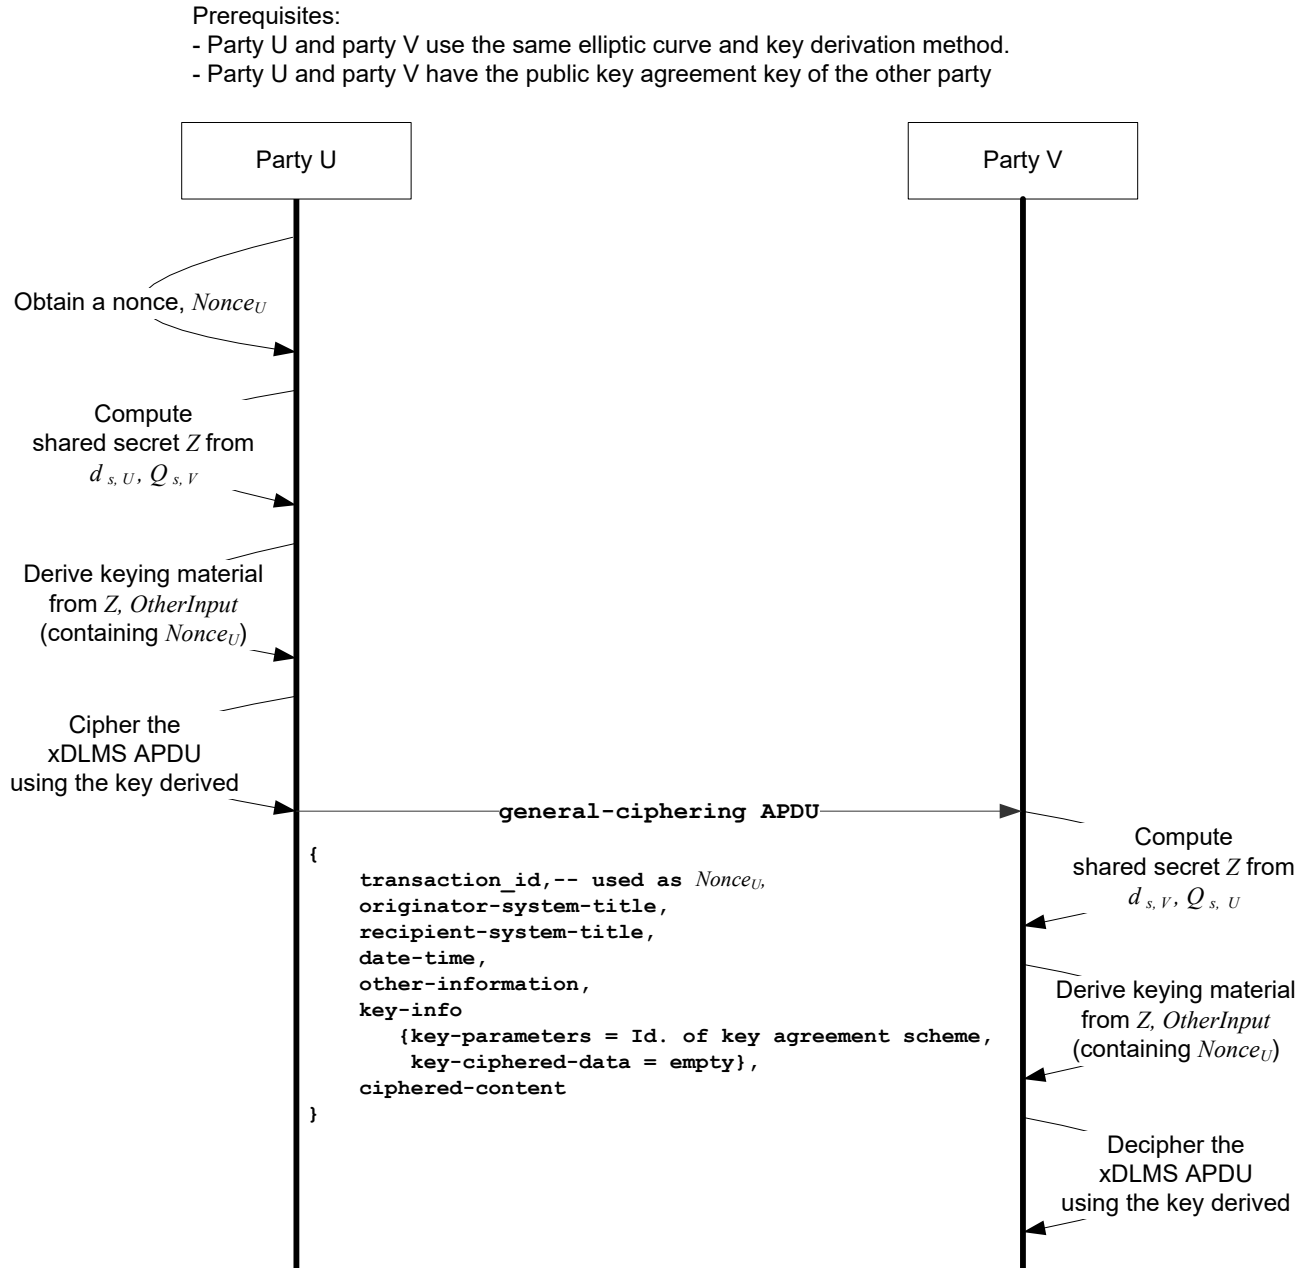 Prerequisites:
- Party U and party V use the same elliptic curve and key derivation method.
- Party U and party V have the public key agreement key of the other party
Party U
Party V
Obtain a nonce, NonceU
Compute
shared secret Z from
d s, U, Q s, V
Derive keying material
from Z, OtherInput
(containing NonceU)
Cipher the
xDLMS APDU
using the key derived
general-ciphering APDU
{
transaction_id,-- used as NonceU,
originator-system-title,
recipient-system-title,
date-time,
other-information,
key-info
{key-parameters = Id. of key agreement scheme,
key-ciphered-data = empty},
ciphered-content
}
Compute
shared secret Z from
d s, V, Q s, U
Derive keying material
from Z, OtherInput
(containing NonceU)
Decipher the
xDLMS APDU
using the key derived